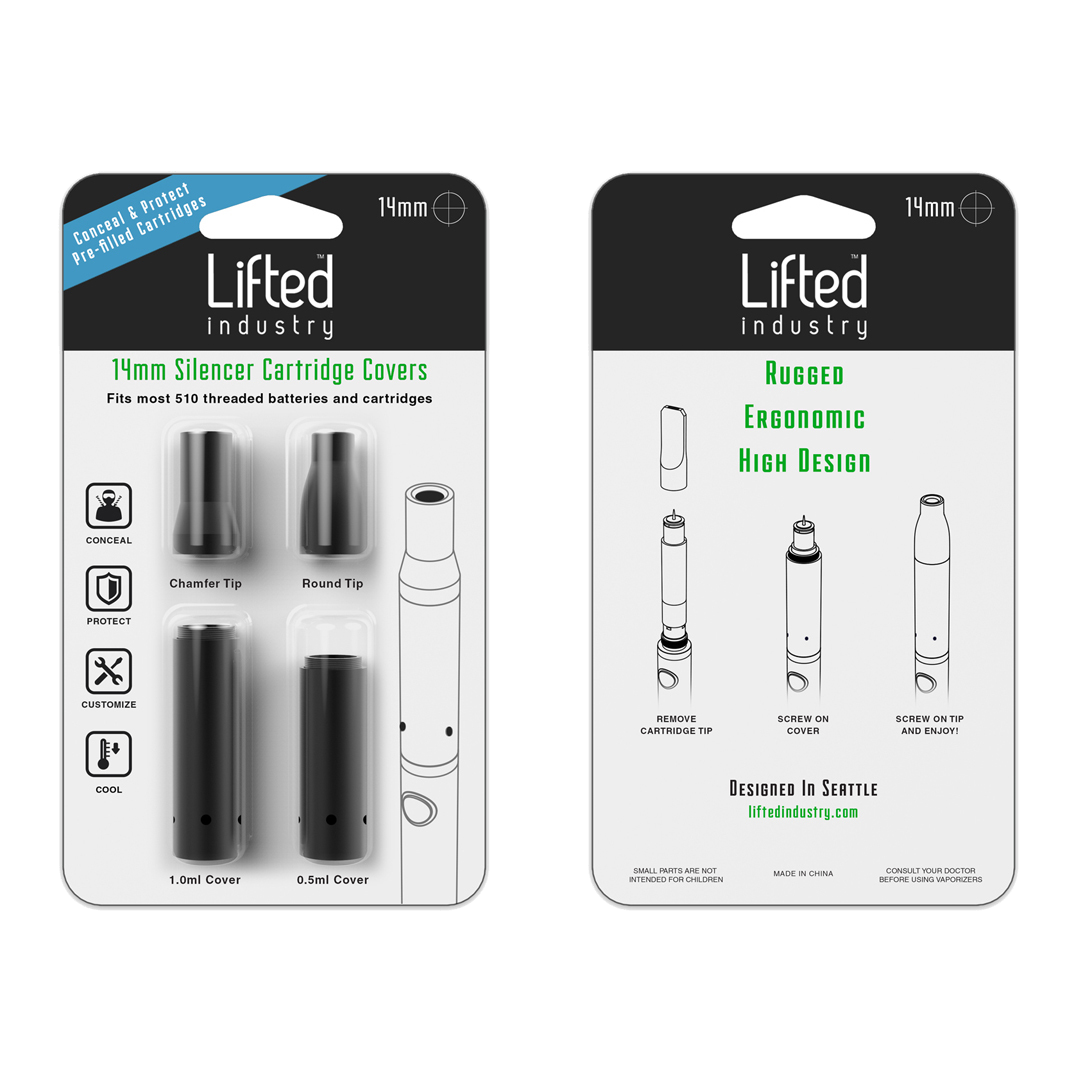 Conceal & Protect
Pre-filled Cartridges
14mm
Lifted™
industry
14mm Silencer Cartridge Covers
Fits most 510 threaded batteries and cartridges
CONCEAL
PROTECT
CUSTOMIZE
COOL
Chamfer Tip
Round Tip
1.0ml Cover
0.5ml Cover
14mm
Lifted™
industry
RUGGED
ERGONOMIC
HIGH DESIGN
REMOVE
CARTRIDGE TIP
SCREW ON
COVER
SCREW ON TIP
AND ENJOY!
DESIGNED IN SEATTLE
liftedindustry.com
SMALL PARTS ARE NOT
INTENDED FOR CHILDREN
MADE IN CHINA
CONSULT YOUR DOCTOR
BEFORE USING VAPORIZERS